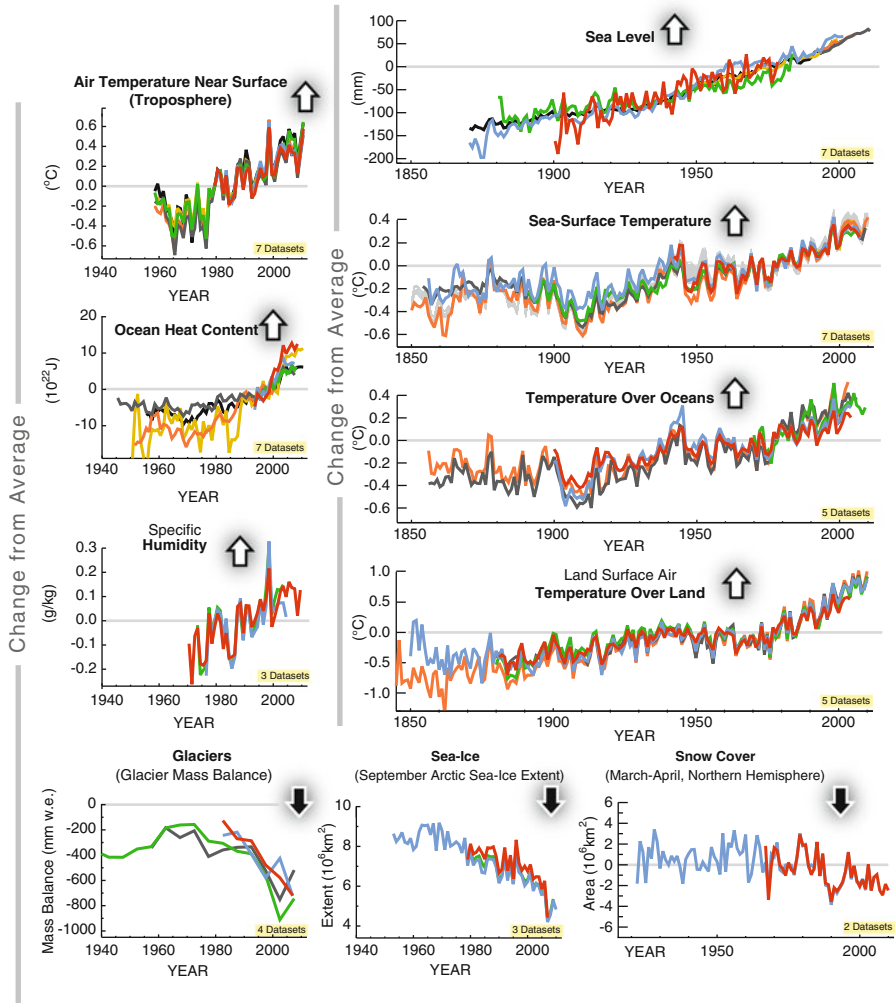 Change from Average
Air Temperature Near Surface
(Troposphere)
(°C)
0.6
0.4
0.2
0.0
-0.2
-0.4
-0.6
7 Datasets
1940 1960 1980 2000
YEAR
Ocean Heat Content
(10²²J)
20
10
0
-10
7 Datasets
1940 1960 1980 2000
YEAR
Specific
Humidity
(g/kg)
0.3
0.2
0.1
0.0
-0.1
-0.2
3 Datasets
1940 1960 1980 2000
YEAR
Change from Average
Sea Level
(mm)
100
50
0
-50
-100
-150
-200
7 Datasets
1850 1900 1950 2000
YEAR
Sea-Surface Temperature
(°C)
0.4
0.2
0.0
-0.2
-0.4
-0.6
7 Datasets
1850 1900 1950 2000
YEAR
Temperature Over Oceans
(°C)
0.4
0.2
0.0
-0.2
-0.4
-0.6
5 Datasets
1850 1900 1950 2000
YEAR
Land Surface Air
Temperature Over Land
(°C)
1.0
0.5
0.0
-0.5
-1.0
5 Datasets
1850 1900 1950 2000
YEAR
Glaciers
(Glacier Mass Balance)
Mass Balance (mm w.e.)
0
-200
-400
-600
-800
-1000
4 Datasets
1940 1960 1980 2000
YEAR
Sea-Ice
(September Arctic Sea-Ice Extent)
Extent (10⁶km²)
10
8
6
4
3 Datasets
1940 1960 1980 2000
YEAR
Snow Cover
(March-April, Northern Hemisphere)
Area (10⁶km²)
6
4
2
0
-2
-4
-6
2 Datasets
YEAR 1950 2000